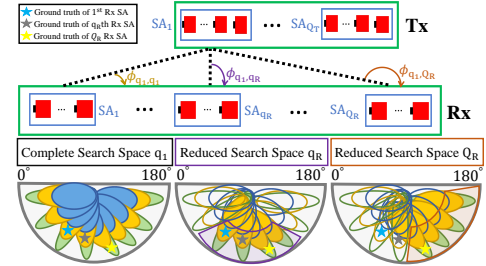 Ground truth of 1st Rx SA
Ground truth of qRth Rx SA
Ground truth of QR Rx SA
SA1 ... ... SAQT ... Tx
ϕq1,1 ϕq1,qR ϕq1,QR
... SA1 ... ... SAqR ... SAQR ... Rx
Complete Search Space q1
Reduced Search Space qR
Reduced Search Space QR
0° 180° 0° 180° 0° 180°